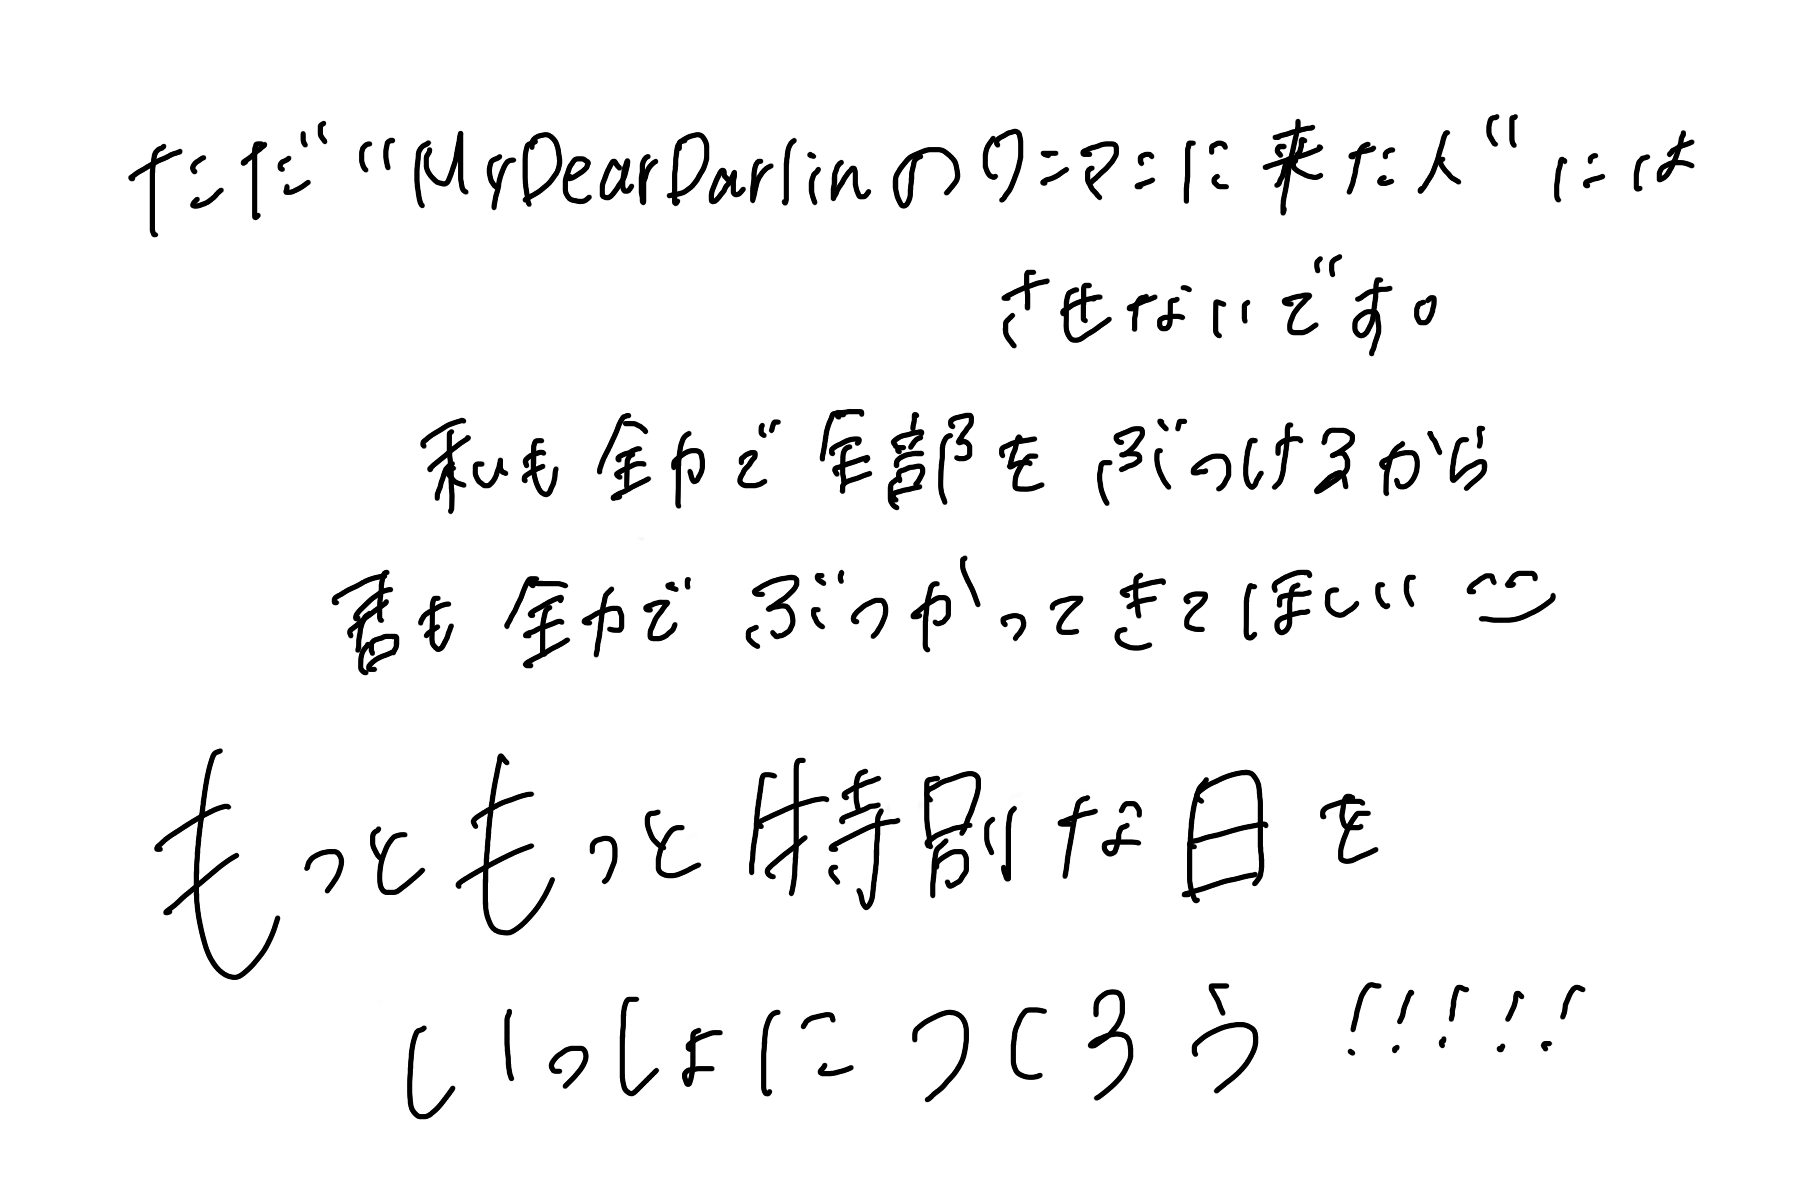 ただ“MyDearDarlinのワンマンに来た人”には
させないです。
私も全力で全部をぶつけるから
君も全力でぶつかってきてほしい
もっともっと特別な日を
いっしょにつくろう!!!!!